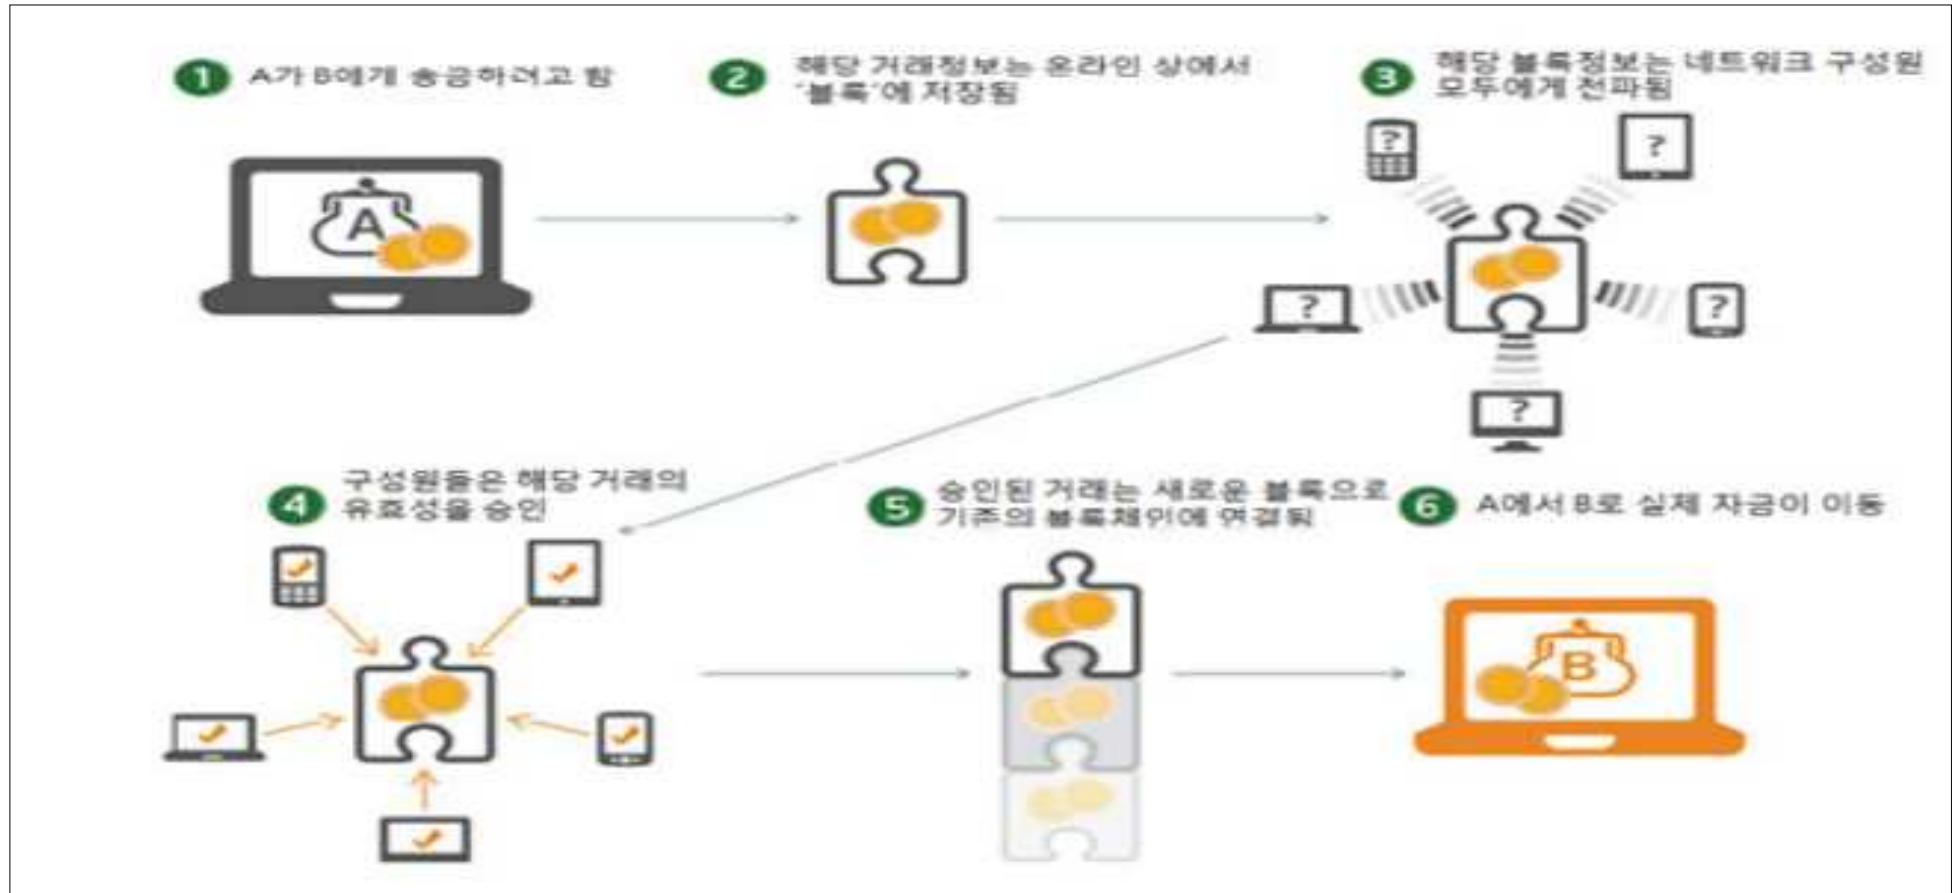 1 A가 B에게 송금하려고 함
2 해당 거래정보는 온라인 상에서
'블록'에 저장됨
3 해당 블록정보는 네트워크 구성원
모두에게 전파됨
A
?
?
?
?
?
4 구성원들은 해당 거래의
유효성을 승인
5 승인된 거래는 새로운 블록으로
기존의 블록체인에 연결됨
6 A에서 B로 실제 자금이 이동
B